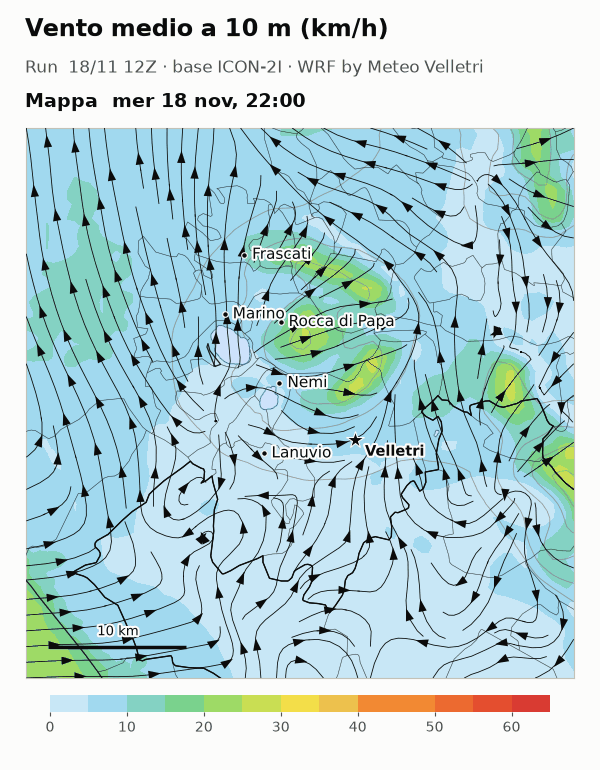 Vento medio a 10 m (km/h)
Run  18/11 12Z · base ICON-2I · WRF by Meteo Velletri
Mappa  mer 18 nov, 22:00
Frascati
Marino
Rocca di Papa
Nemi
Velletri
Lanuvio
10 km
0 10 20 30 40 50 60